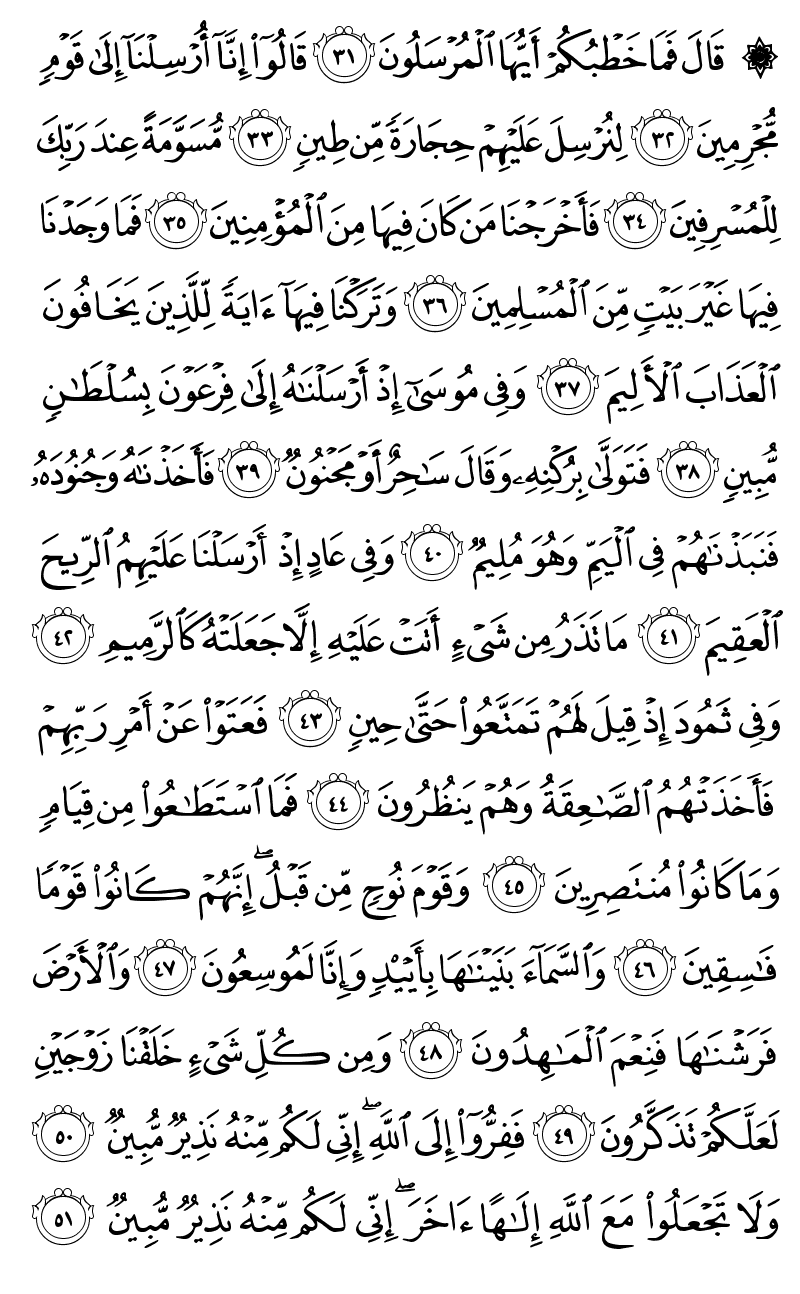 ۞ قَالَ فَمَا خَطۡبُكُمۡ أَيُّهَا ٱلۡمُرۡسَلُونَ ٣١ قَالُوٓاْ إِنَّآ أُرۡسِلۡنَآ إِلَىٰ قَوۡمٖ
مُّجۡرِمِينَ ٣٢ لِنُرۡسِلَ عَلَيۡهِمۡ حِجَارَةٗ مِّن طِينٖ ٣٣ مُّسَوَّمَةً عِندَ رَبِّكَ
لِلۡمُسۡرِفِينَ ٣٤ فَأَخۡرَجۡنَا مَن كَانَ فِيهَا مِنَ ٱلۡمُؤۡمِنِينَ ٣٥ فَمَا وَجَدۡنَا
فِيهَا غَيۡرَ بَيۡتٖ مِّنَ ٱلۡمُسۡلِمِينَ ٣٦ وَتَرَكۡنَا فِيهَآ ءَايَةٗ لِّلَّذِينَ يَخَافُونَ
ٱلۡعَذَابَ ٱلۡأَلِيمَ ٣٧ وَفِي مُوسَىٰٓ إِذۡ أَرۡسَلۡنَٰهُ إِلَىٰ فِرۡعَوۡنَ بِسُلۡطَٰنٖ
مُّبِينٖ ٣٨ فَتَوَلَّىٰ بِرُكۡنِهِۦ وَقَالَ سَٰحِرٌ أَوۡ مَجۡنُونٞ ٣٩ فَأَخَذۡنَٰهُ وَجُنُودَهُۥ
فَنَبَذۡنَٰهُمۡ فِي ٱلۡيَمِّ وَهُوَ مُلِيمٞ ٤٠ وَفِي عَادٍ إِذۡ أَرۡسَلۡنَا عَلَيۡهِمُ ٱلرِّيحَ
ٱلۡعَقِيمَ ٤١ مَا تَذَرُ مِن شَيۡءٍ أَتَتۡ عَلَيۡهِ إِلَّا جَعَلَتۡهُ كَٱلرَّمِيمِ ٤٢
وَفِي ثَمُودَ إِذۡ قِيلَ لَهُمۡ تَمَتَّعُواْ حَتَّىٰ حِينٖ ٤٣ فَعَتَوۡاْ عَنۡ أَمۡرِ رَبِّهِمۡ
فَأَخَذَتۡهُمُ ٱلصَّٰعِقَةُ وَهُمۡ يَنظُرُونَ ٤٤ فَمَا ٱسۡتَطَٰعُواْ مِن قِيَامٖ
وَمَا كَانُواْ مُنتَصِرِينَ ٤٥ وَقَوۡمَ نُوحٖ مِّن قَبۡلُۖ إِنَّهُمۡ كَانُواْ قَوۡمٗا
فَٰسِقِينَ ٤٦ وَٱلسَّمَآءَ بَنَيۡنَٰهَا بِأَيۡيْدٖ وَإِنَّا لَمُوسِعُونَ ٤٧ وَٱلۡأَرۡضَ
فَرَشۡنَٰهَا فَنِعۡمَ ٱلۡمَٰهِدُونَ ٤٨ وَمِن كُلِّ شَيۡءٍ خَلَقۡنَا زَوۡجَيۡنِ
لَعَلَّكُمۡ تَذَكَّرُونَ ٤٩ فَفِرُّوٓاْ إِلَى ٱللَّهِۖ إِنِّي لَكُم مِّنۡهُ نَذِيرٞ مُّبِينٞ ٥٠
وَلَا تَجۡعَلُواْ مَعَ ٱللَّهِ إِلَٰهًا ءَاخَرَۖ إِنِّي لَكُم مِّنۡهُ نَذِيرٞ مُّبِينٞ ٥١